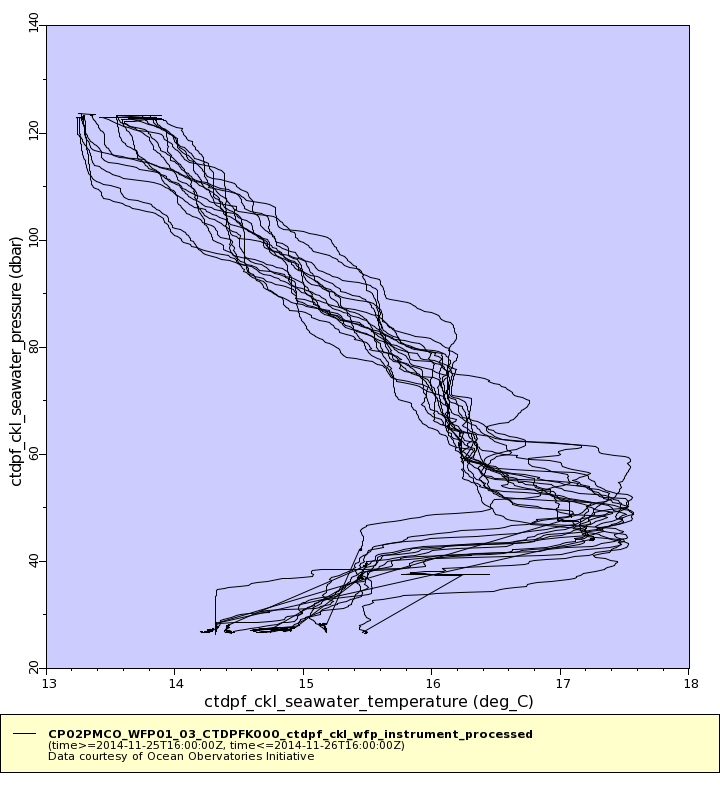 140
120
100
80
60
40
20
ctdpf_ckl_seawater_pressure (dbar)
13 14 15 16 17 18
ctdpf_ckl_seawater_temperature (deg_C)
CP02PMCO_WFP01_03_CTDPFK000_ctdpf_ckl_wfp_instrument_processed
(time>=2014-11-25T16:00:00Z, time<=2014-11-26T16:00:00Z)
Data courtesy of Ocean Obervatories Initiative